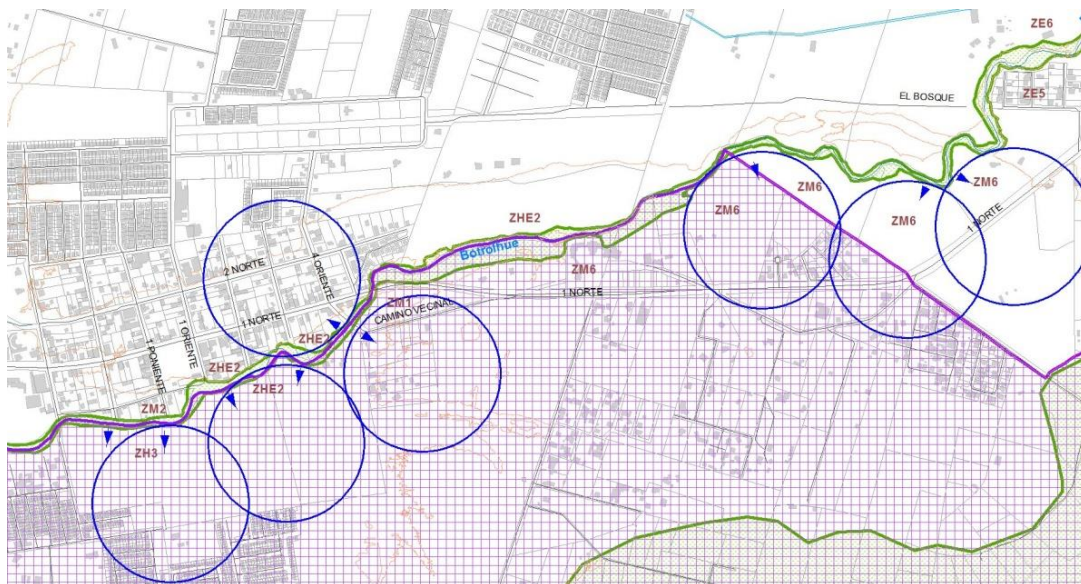 ZE6
EL BOSQUE
ZE5
ZM6
ZM6
ZM6
ZM6
1 NORTE
ZHE2
Botrolhue
ZM6
2 NORTE
4 ORIENTE
ZM1
1 NORTE
CAMINO VECINAL
1 NORTE
ZHE2
1 ORIENTE
1 PONIENTE
ZHE2
ZHE2
ZM2
ZH3